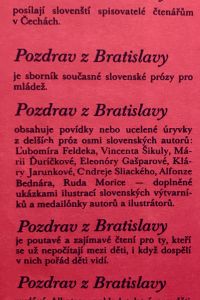 posílají slovenští spisovatelé čtenářům
v Čechách.
Pozdrav z Bratislavy
je sborník současné slovenské prózy pro
mládež.
Pozdrav z Bratislavy
obsahuje povídky nebo ucelené úryvky
z delších próz osmi slovenských autorů:
Ľubomíra Feldeka, Vincenta Šikuly, Má-
rii Ďuríčkové, Eleonóry Gašparové, Klá-
ry Jarunkové, Ondreje Sliackého, Alfonze
Bednára, Ruda Morice — doplněné
ukázkami ilustrací slovenských výtvarní-
ků a medailónky autorů a ilustrátorů.
Pozdrav z Bratislavy
je poutavé a zajímavé čtení pro ty, kteří
se už nepočítají mezi děti, i když dospělí
v nich pořád děti vidí.
Pozdrav z Bratislavy